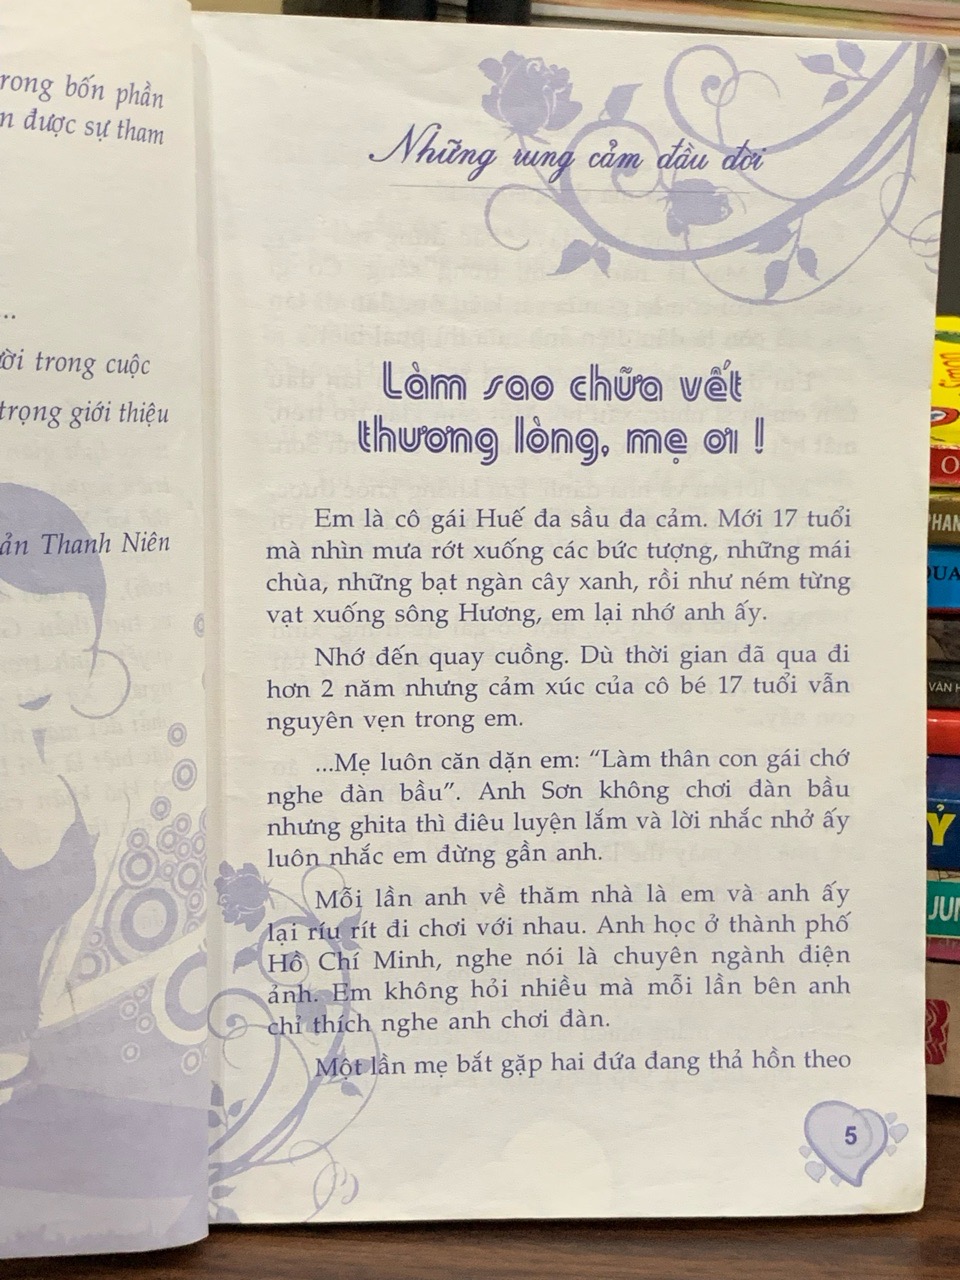 rong bốn phần
n được sự tham
...
ời trong cuộc
trọng giới thiệu
ản Thanh Niên
Những rung cảm đầu đời
Làm sao chữa vết
thương lòng, mẹ ơi !
Em là cô gái Huế đa sầu đa cảm. Mới 17 tuổi
mà nhìn mưa rớt xuống các bức tượng, những mái
chùa, những bạt ngàn cây xanh, rồi như ném từng
vạt xuống sông Hương, em lại nhớ anh ấy.
Nhớ đến quay cuồng. Dù thời gian đã qua đi
hơn 2 năm nhưng cảm xúc của cô bé 17 tuổi vẫn
nguyên vẹn trong em.
...Mẹ luôn căn dặn em: “Làm thân con gái chớ
nghe đàn bầu”. Anh Sơn không chơi đàn bầu
nhưng ghita thì điêu luyện lắm và lời nhắc nhở ấy
luôn nhắc em đừng gần anh.
Mỗi lần anh về thăm nhà là em và anh ấy
lại ríu rít đi chơi với nhau. Anh học ở thành phố
Hồ Chí Minh, nghe nói là chuyên ngành điện
ảnh. Em không hỏi nhiều mà mỗi lần bên anh
chỉ thích nghe anh chơi đàn.
Một lần mẹ bắt gặp hai đứa đang thả hồn theo
5
Simon
O
PHAN
QUA
VĂN H
Ỷ
JUN